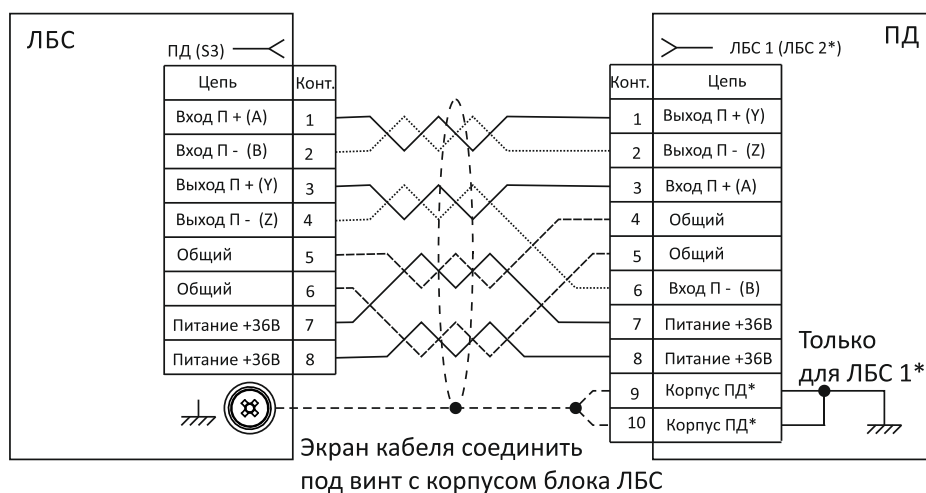 ЛБС
ПД (S3)
Цепь Конт.
Вход П + (A) 1
Вход П - (B) 2
Выход П + (Y) 3
Выход П - (Z) 4
Общий 5
Общий 6
Питание +36В 7
Питание +36В 8
ПД
ЛБС 1 (ЛБС 2*)
Конт. Цепь
1 Выход П + (Y)
2 Выход П - (Z)
3 Вход П + (A)
4 Общий
5 Общий
6 Вход П - (B)
7 Питание +36В
8 Питание +36В
9 Корпус ПД*
10 Корпус ПД*
Только
для ЛБС 1*
Экран кабеля соединить
под винт с корпусом блока ЛБС